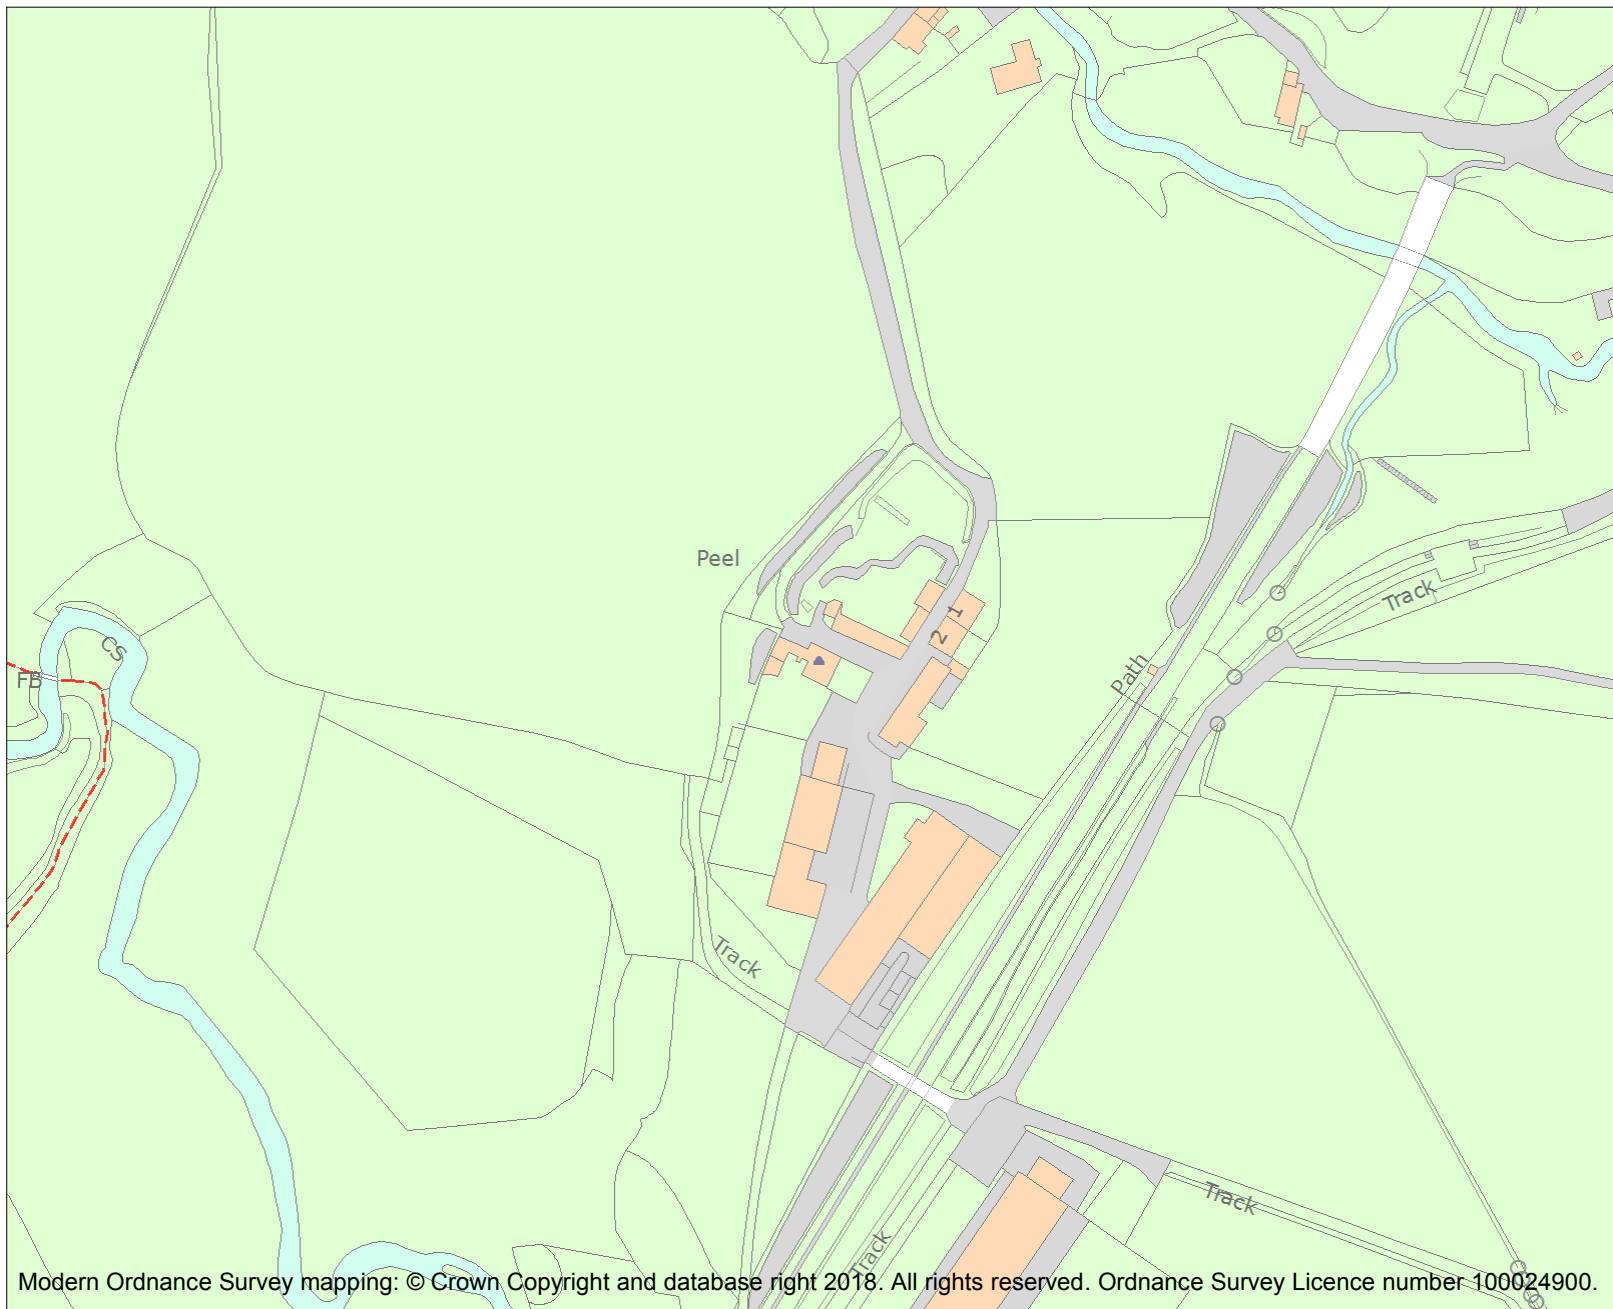 Peel
1
2
Track
CS
FB
Path
Track
Track
Track
Modern Ordnance Survey mapping: © Crown Copyright and database right 2018. All rights reserved. Ordnance Survey Licence number 100024900.